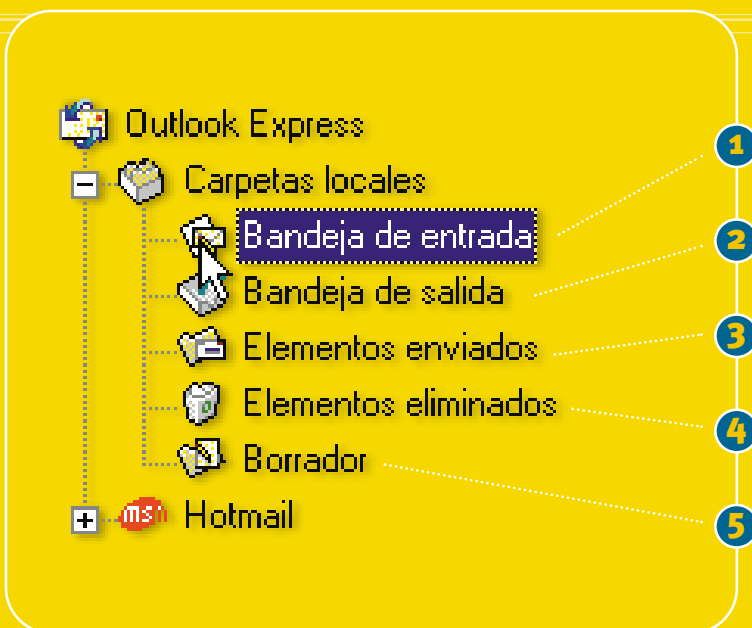 Outlook Express
1
Carpetas locales
Bandeja de entrada
2
Bandeja de salida
3
Elementos enviados
Elementos eliminados
4
Borrador
msn Hotmail
5